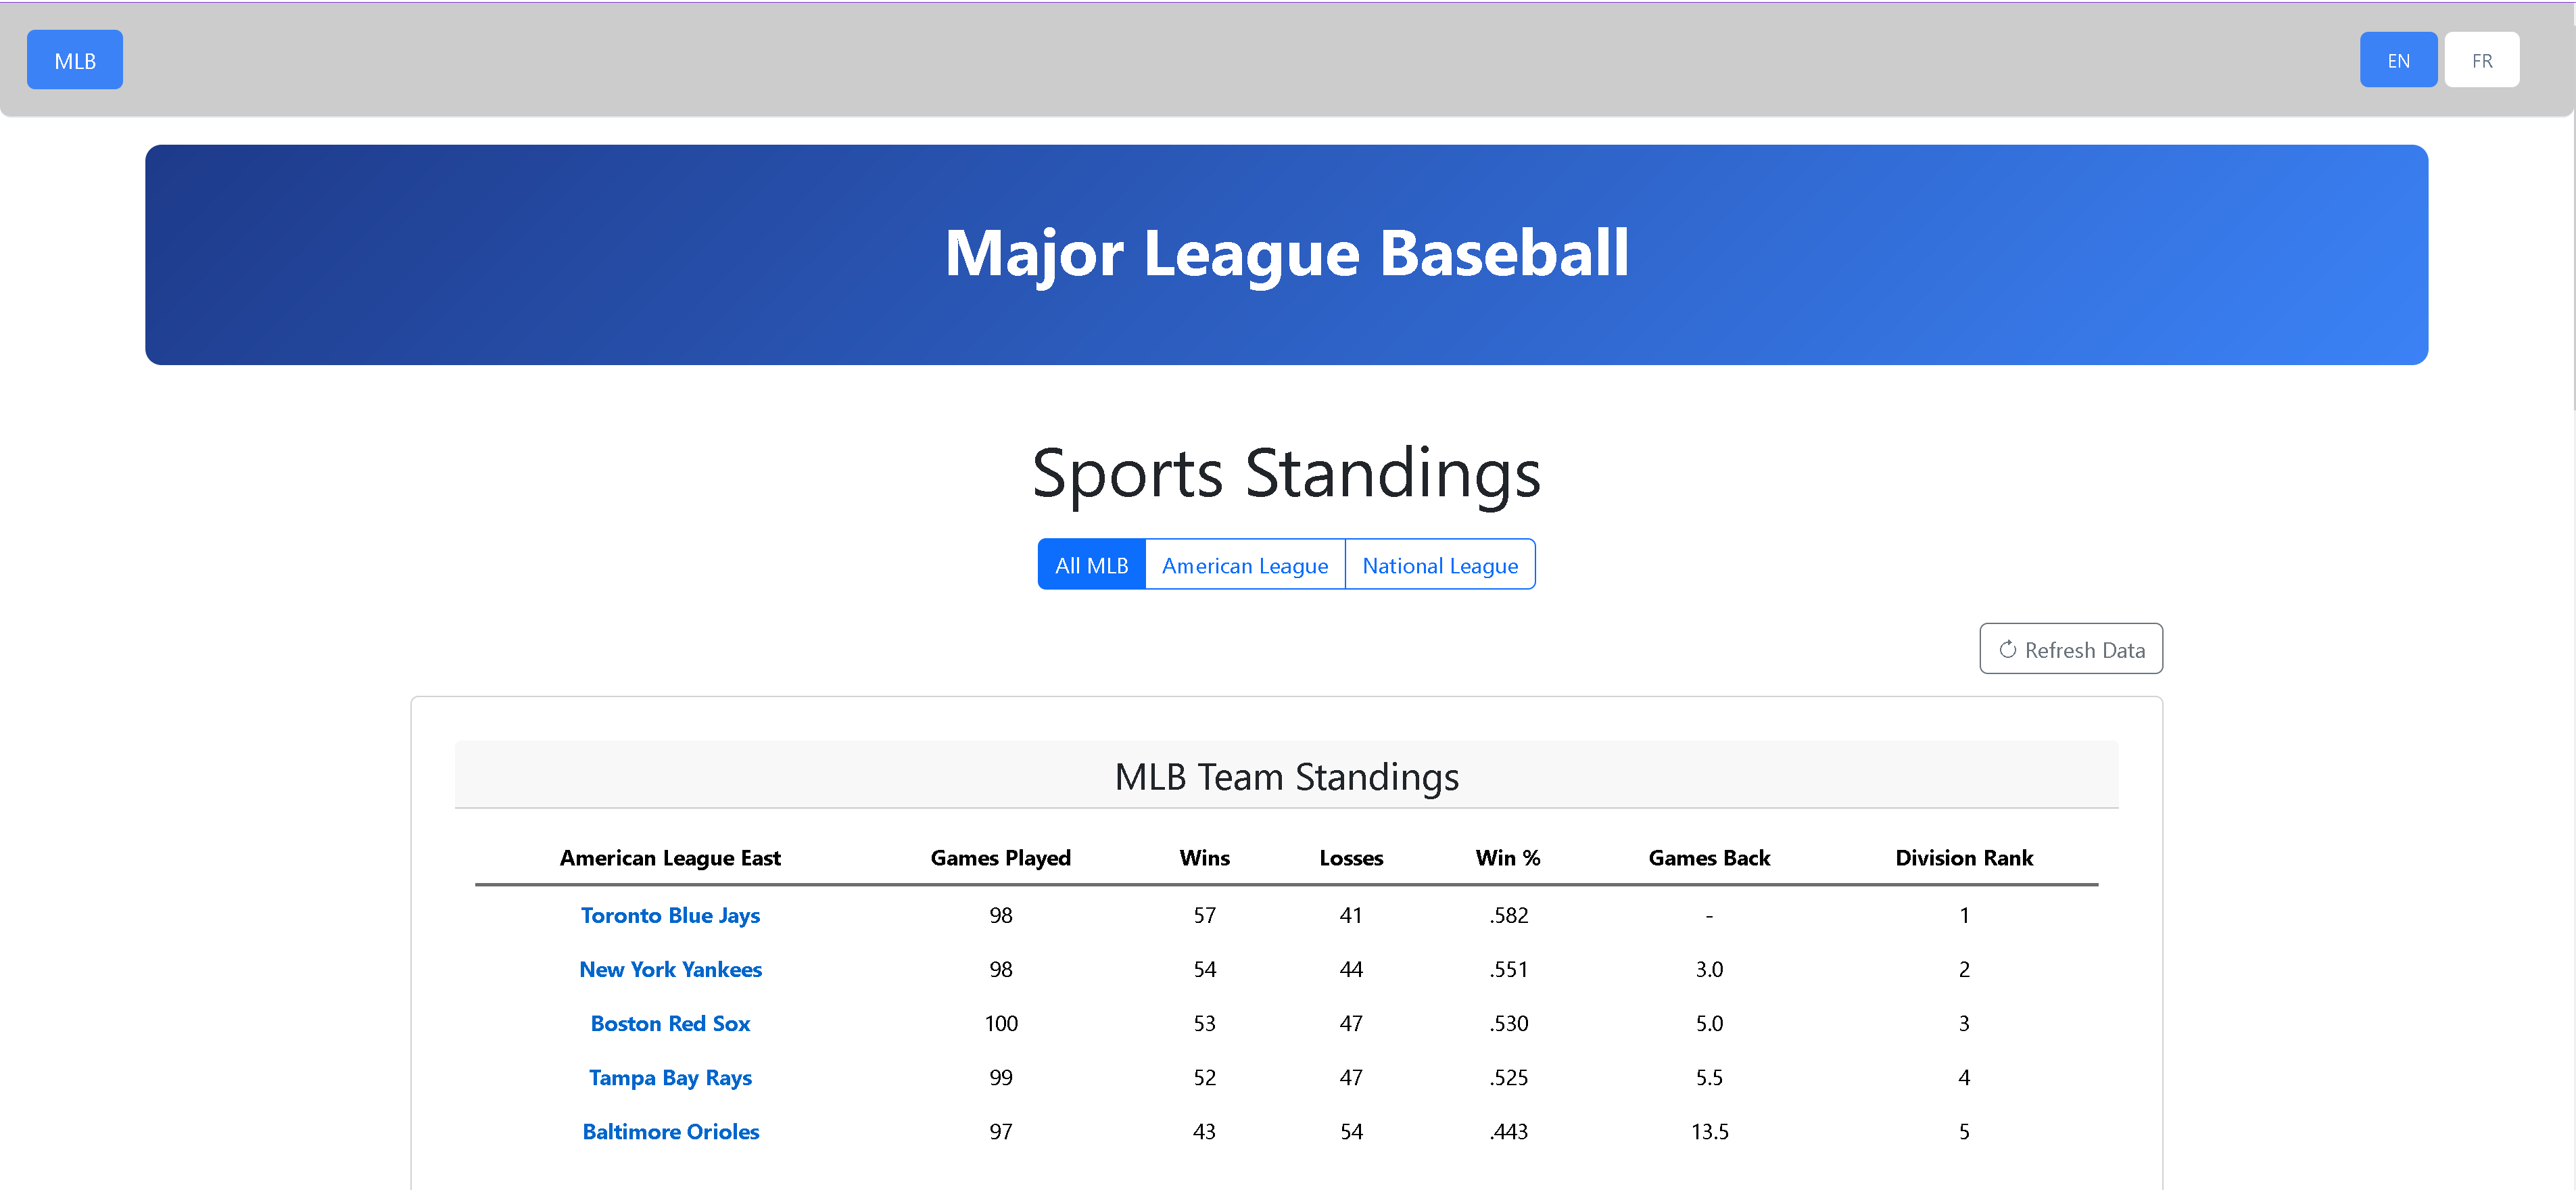 MLB EN FR
Major League Baseball
Sports Standings
All MLB American League National League
Refresh Data
MLB Team Standings
American League East Games Played Wins Losses Win % Games Back Division Rank
Toronto Blue Jays 98 57 41 .582 - 1
New York Yankees 98 54 44 .551 3.0 2
Boston Red Sox 100 53 47 .530 5.0 3
Tampa Bay Rays 99 52 47 .525 5.5 4
Baltimore Orioles 97 43 54 .443 13.5 5